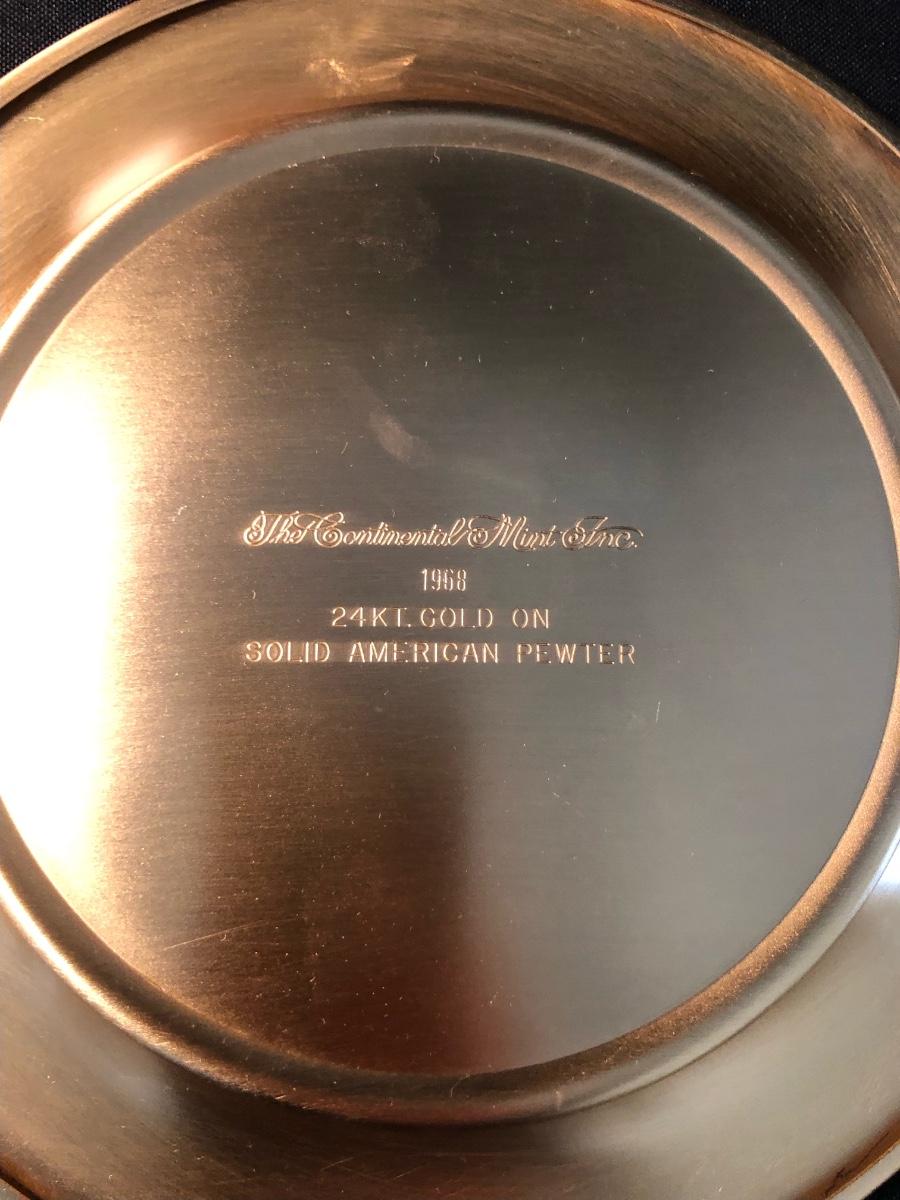 The Continental Mint Inc.
1968
24KT. GOLD ON
SOLID AMERICAN PEWTER